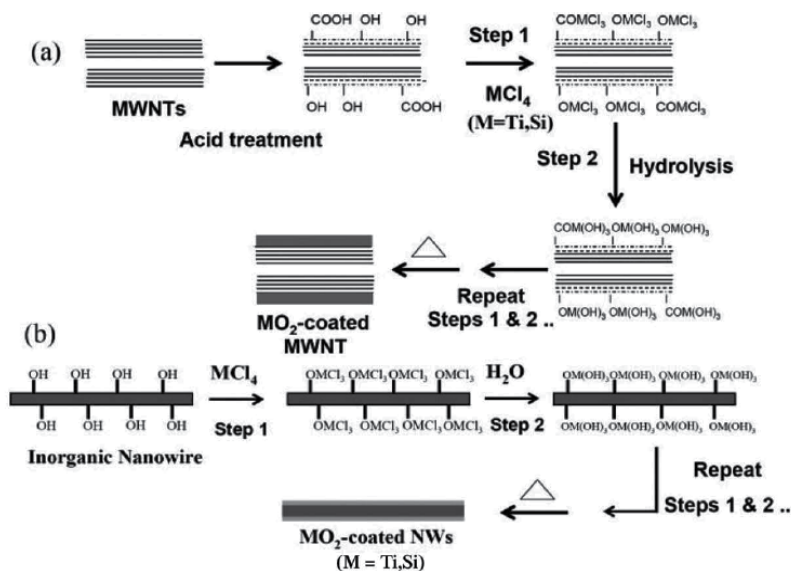 (a)
MWNTs
Acid treatment
COOH OH OH
OH OH COOH
Step 1
MCl₄
(M=Ti,Si)
COMCl₃ OMCl₃ OMCl₃
OMCl₃ OMCl₃ COMCl₃
Step 2 Hydrolysis
COM(OH)₃ OM(OH)₃ OM(OH)₃
OM(OH)₃ OM(OH)₃ COM(OH)₃
Repeat
Steps 1 & 2 ..
MO₂-coated
MWNT
(b)
OH OH OH OH
OH OH OH OH
Inorganic Nanowire
MCl₄
Step 1
OMCl₃ OMCl₃ OMCl₃ OMCl₃
OMCl₃ OMCl₃ OMCl₃ OMCl₃
H₂O
Step 2
OM(OH)₃ OM(OH)₃ OM(OH)₃ OM(OH)₃
OM(OH)₃ OM(OH)₃ OM(OH)₃ OM(OH)₃
Repeat
Steps 1 & 2 ..
MO₂-coated NWs
(M = Ti,Si)